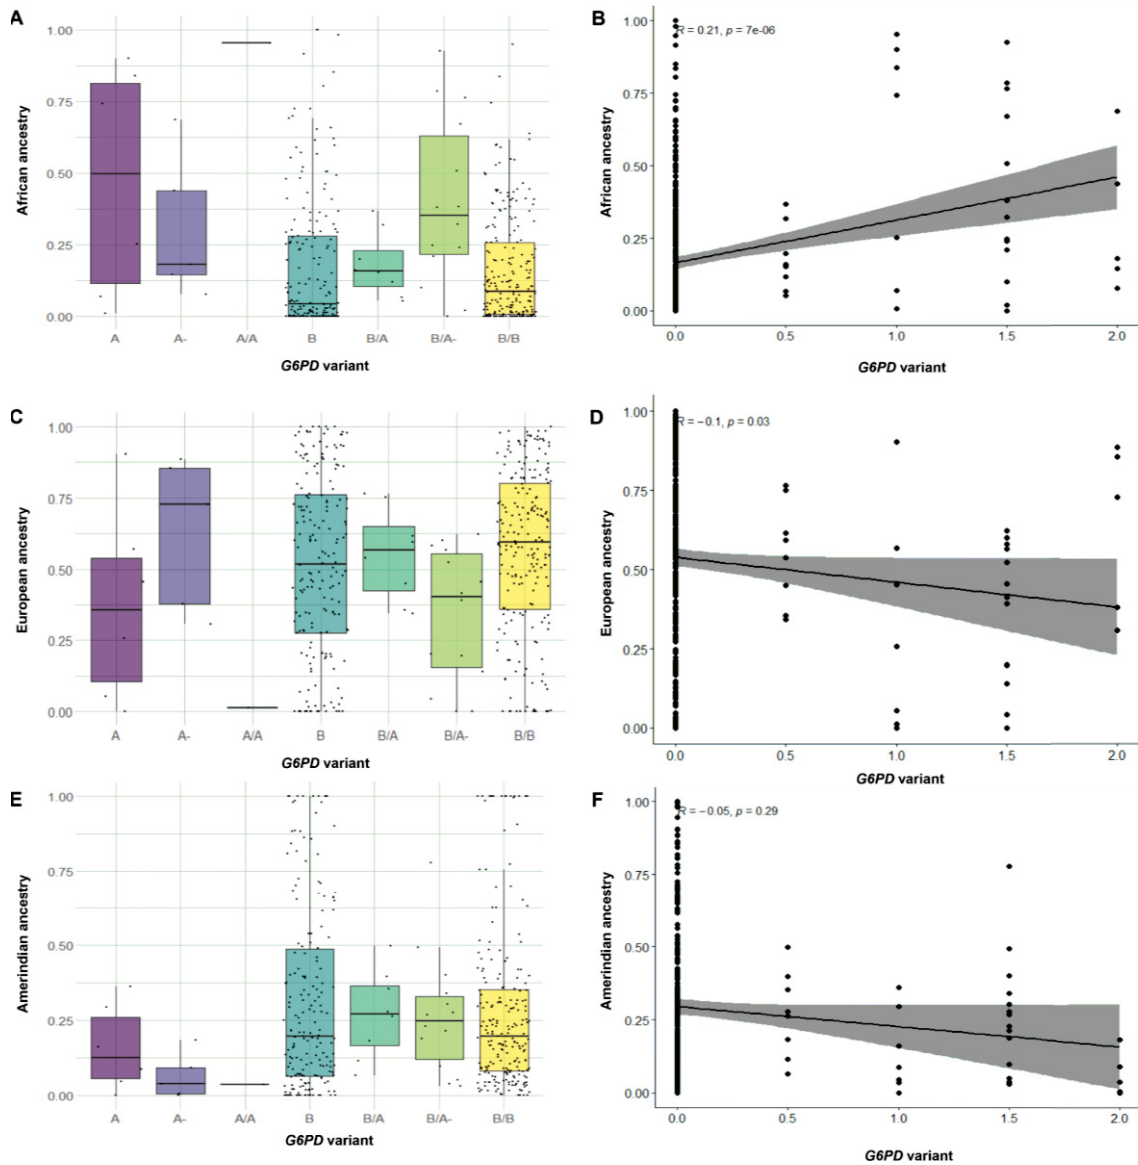 A
African ancestry
1.00
0.75
0.50
0.25
0.00
A A- A/A B B/A B/A- B/B
G6PD variant
B
R = 0.21, p = 7e-06
African ancestry
1.00
0.75
0.50
0.25
0.00
0.0 0.5 1.0 1.5 2.0
G6PD variant
C
European ancestry
1.00
0.75
0.50
0.25
0.00
A A- A/A B B/A B/A- B/B
G6PD variant
D
R = −0.1, p = 0.03
European ancestry
1.00
0.75
0.50
0.25
0.00
0.0 0.5 1.0 1.5 2.0
G6PD variant
E
Amerindian ancestry
1.00
0.75
0.50
0.25
0.00
A A- A/A B B/A B/A- B/B
G6PD variant
F
R = −0.05, p = 0.29
Amerindian ancestry
1.00
0.75
0.50
0.25
0.00
0.0 0.5 1.0 1.5 2.0
G6PD variant